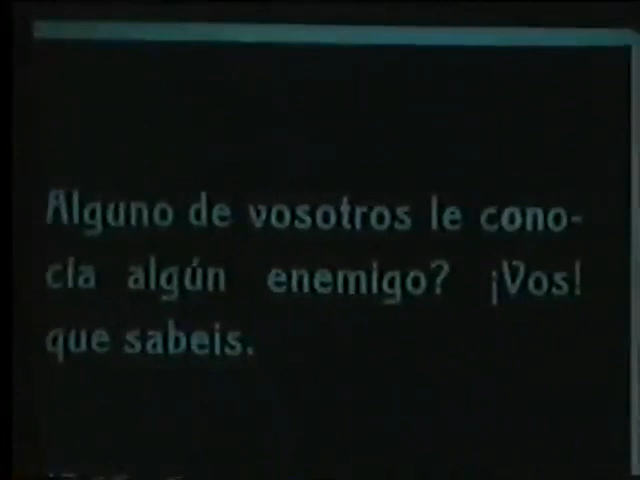 Alguno de vosotros le cono-
cía algún enemigo? ¡Vos!
que sabeis.